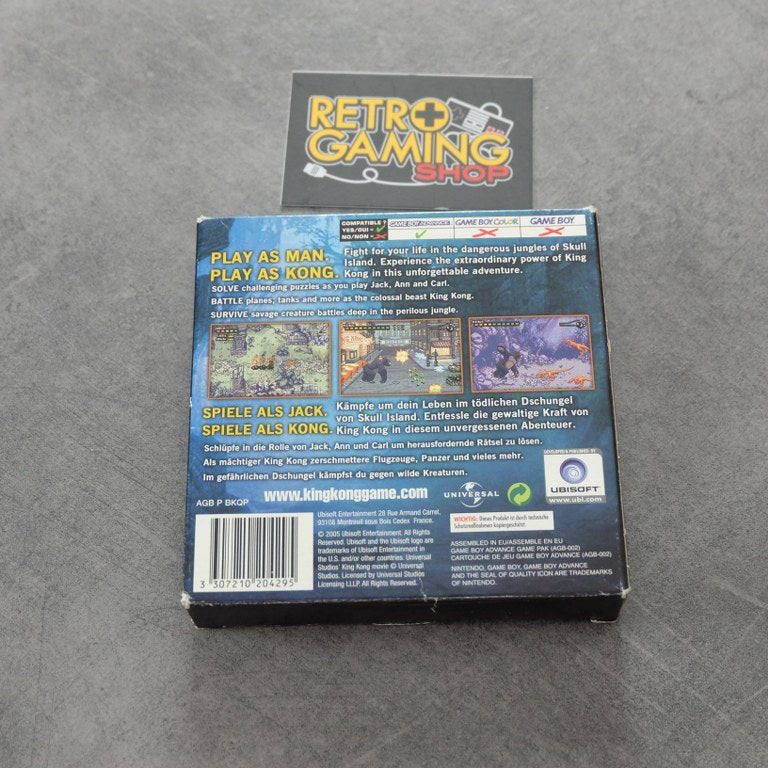 RETRO
GAMING
SHOP
COMPATIBLE ?
YES/OUI =
NO/NON =
GAME BOY ADVANCE
GAME BOY COLOR
GAME BOY
PLAY AS MAN.
PLAY AS KONG.
Fight for your life in the dangerous jungles of Skull
Island. Experience the extraordinary power of King
Kong in this unforgettable adventure.
SOLVE challenging puzzles as you play Jack, Ann and Carl.
BATTLE planes, tanks and more as the colossal beast King Kong.
SURVIVE savage creature battles deep in the perilous jungle.
SPIELE ALS JACK.
SPIELE ALS KONG.
Kämpfe um dein Leben im tödlichen Dschungel
von Skull Island. Entfessle die gewaltige Kraft von
King Kong in diesem unvergessenen Abenteuer.
Schlüpfe in die Rolle von Jack, Ann und Carl um herausfordernde Rätsel zu lösen.
Als mächtiger King Kong zerschmettere Flugzeuge, Panzer und vieles mehr.
Im gefährlichen Dschungel kämpfst du gegen wilde Kreaturen.
DEVELOPED & PUBLISHED BY
UBISOFT
www.ubi.com
www.kingkonggame.com
UNIVERSAL
AGB P BKQP
Ubisoft Entertainment 28 Rue Armand Carrel,
93108 Montreuil sous Bois Cedex. France.
© 2005 Ubisoft Entertainment. All Rights
Reserved. Ubisoft and the Ubisoft logo are
trademarks of Ubisoft Entertainment in
the U.S. and/or other countries. Universal
Studios' King Kong movie © Universal
Studios. Licensed by Universal Studios
Licensing LLLP. All Rights Reserved.
WICHTIG: Dieses Produkt ist durch technische
Schutzmaßnahmen kopiergeschützt.
ASSEMBLED IN EU/ASSEMBLE EN EU
GAME BOY ADVANCE GAME PAK (AGB-002)
CARTOUCHE DE JEU GAME BOY ADVANCE (AGB-002)
NINTENDO, GAME BOY, GAME BOY ADVANCE
AND THE SEAL OF QUALITY ICON ARE TRADEMARKS
OF NINTENDO.
3 307210 204295